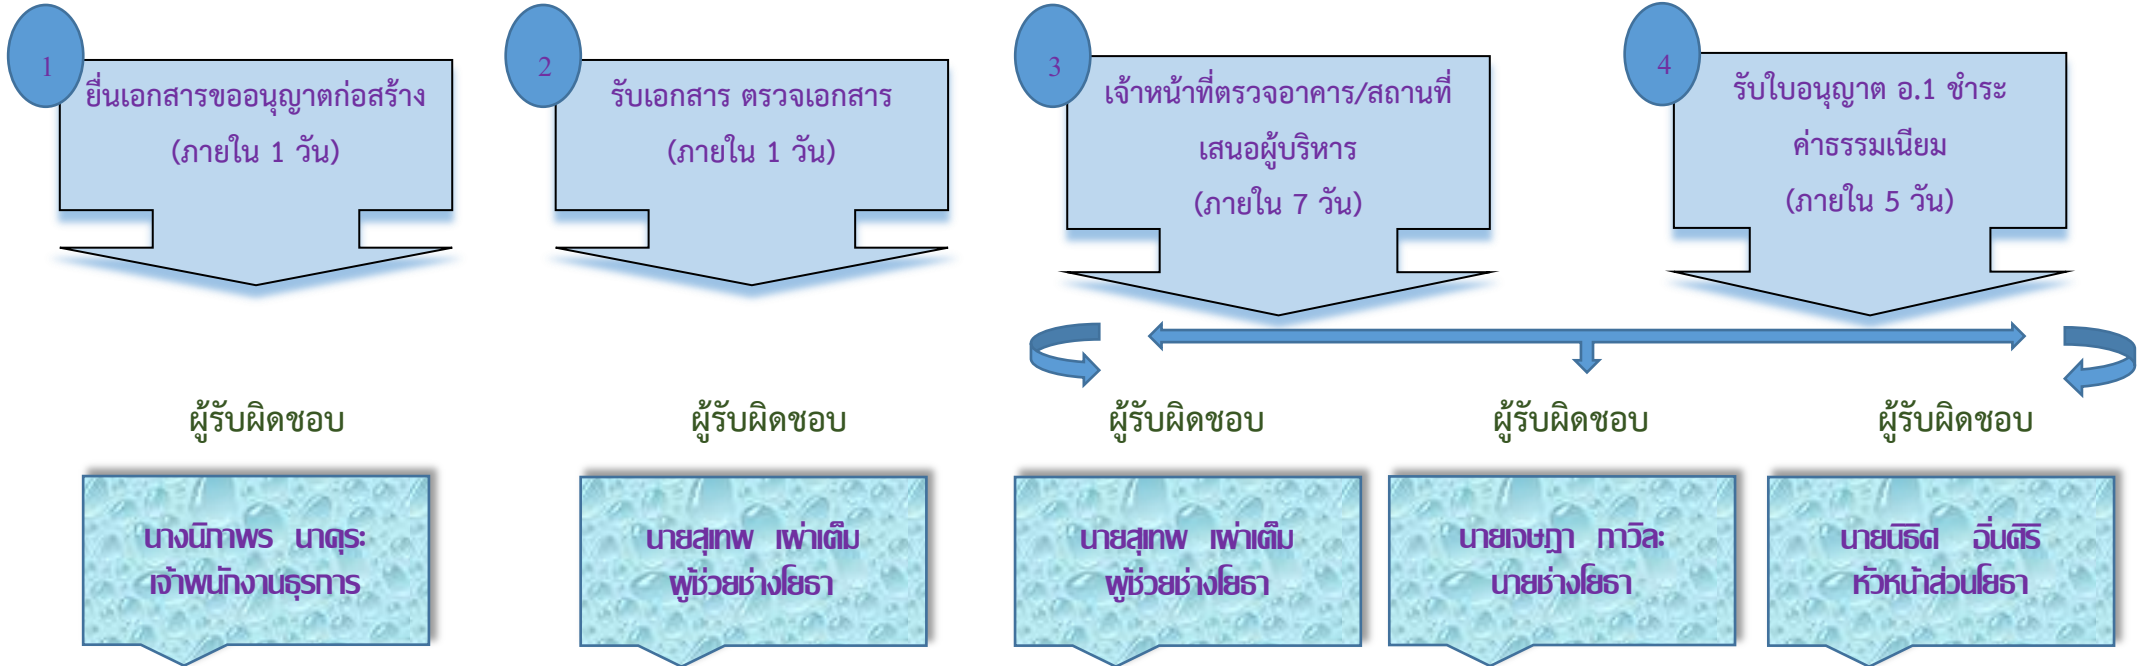 1
ยื่นเอกสารขออนุญาตก่อสร้าง
(ภายใน 1 วัน)
2
รับเอกสาร ตรวจเอกสาร
(ภายใน 1 วัน)
3
เจ้าหน้าที่ตรวจอาคาร/สถานที่
เสนอผู้บริหาร
(ภายใน 7 วัน)
4
รับใบอนุญาต อ.1 ชำระ
ค่าธรรมเนียม
(ภายใน 5 วัน)
ผู้รับผิดชอบ
ผู้รับผิดชอบ
ผู้รับผิดชอบ
ผู้รับผิดชอบ
ผู้รับผิดชอบ
นางนิภาพร นาคุระ
เจ้าพนักงานธุรการ
นายสุเทพ เผ่าเต็ม
ผู้ช่วยช่างโยธา
นายสุเทพ เผ่าเต็ม
ผู้ช่วยช่างโยธา
นายเจษฎา กาวิละ
นายช่างโยธา
นายนิธิศ อิ่นศิริ
หัวหน้าส่วนโยธา